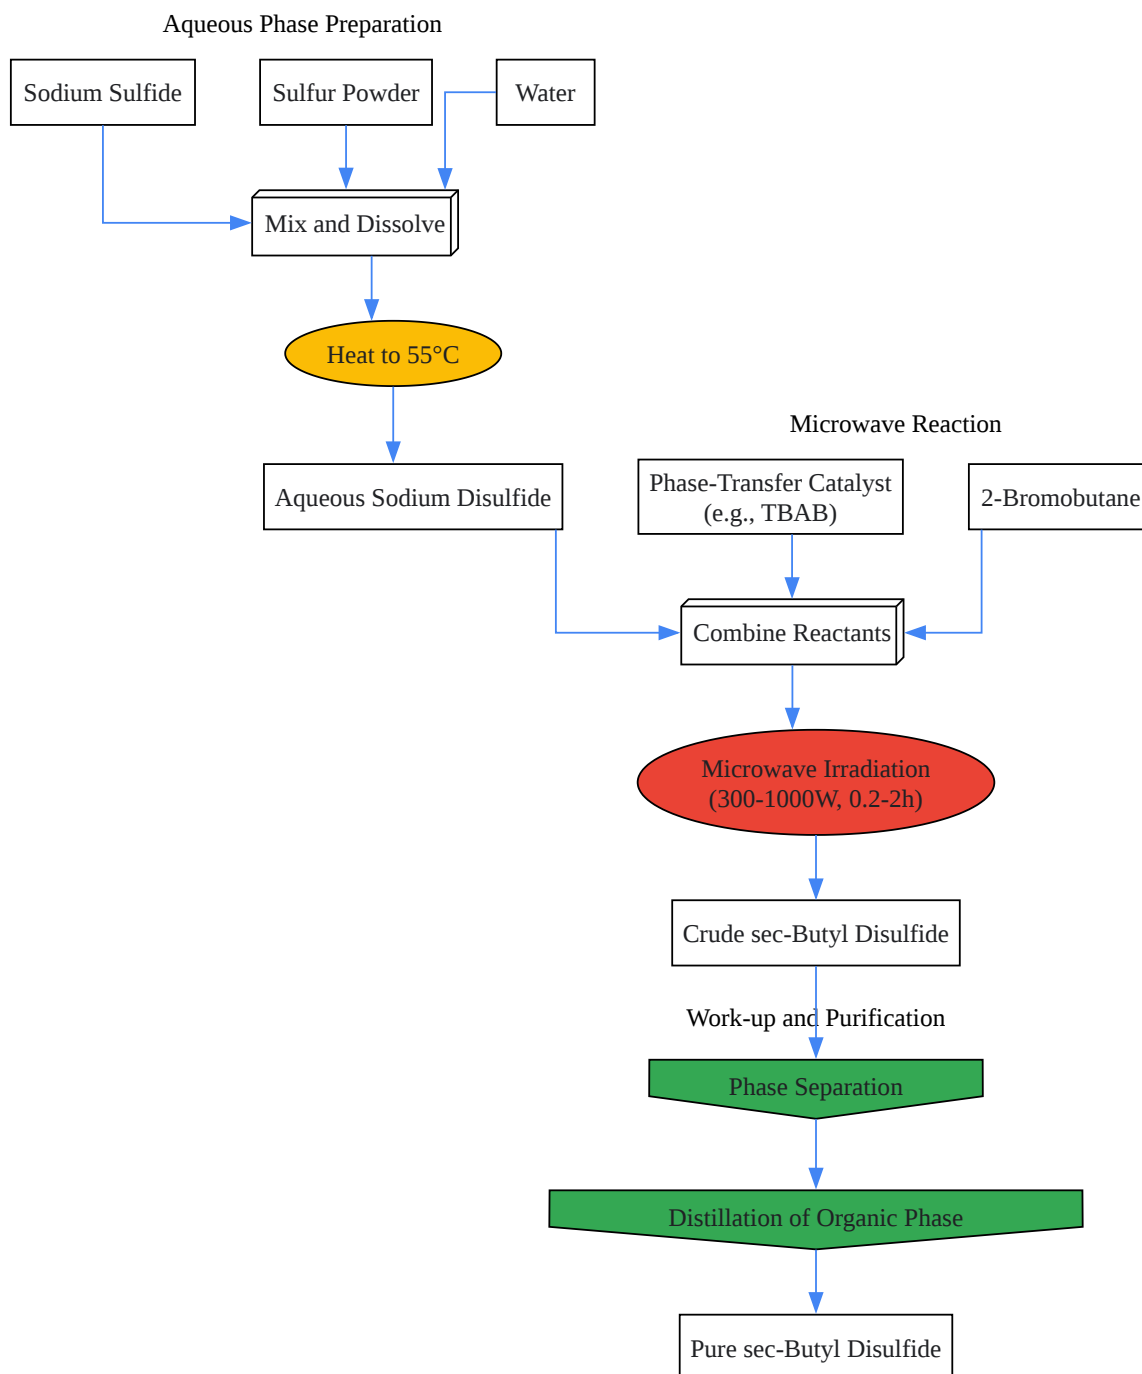 Aqueous Phase Preparation
Sodium Sulfide
Sulfur Powder
Water
Mix and Dissolve
Heat to 55°C
Aqueous Sodium Disulfide
Microwave Reaction
Phase-Transfer Catalyst
(e.g., TBAB)
2-Bromobutane
Combine Reactants
Microwave Irradiation
(300-1000W, 0.2-2h)
Crude sec-Butyl Disulfide
Work-up and Purification
Phase Separation
Distillation of Organic Phase
Pure sec-Butyl Disulfide